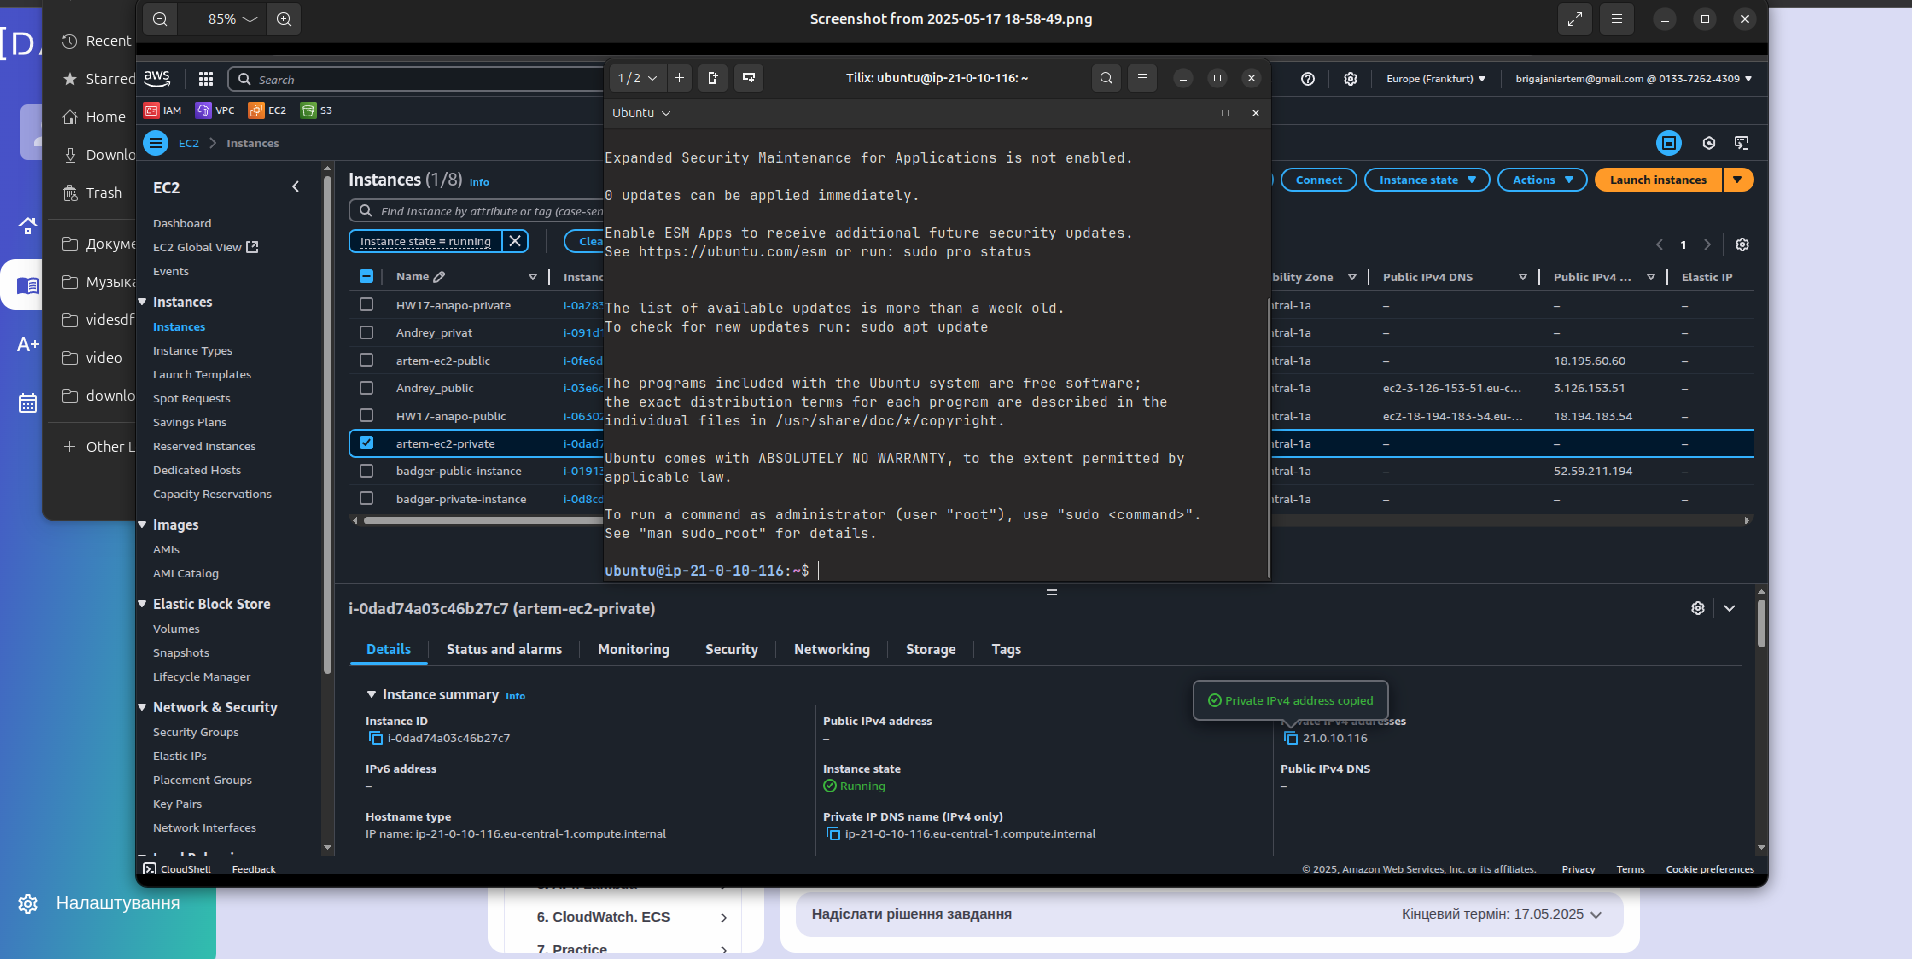 85%
Screenshot from 2025-05-17 18-58-49.png
Recent
Starred
Home
Downlo
Trash
Докуме
Музыка
videsdf
video
downlo
Other L
A+
Налаштування
aws
Search
IAM
VPC
EC2
S3
Europe (Frankfurt)
brigajaniartem@gmail.com @ 0133-7262-4309
EC2
Instances
EC2
Dashboard
EC2 Global View
Events
Instances
Instances
Instance Types
Launch Templates
Spot Requests
Savings Plans
Reserved Instances
Dedicated Hosts
Capacity Reservations
Images
AMIs
AMI Catalog
Elastic Block Store
Volumes
Snapshots
Lifecycle Manager
Network & Security
Security Groups
Elastic IPs
Placement Groups
Key Pairs
Network Interfaces
CloudShell
Feedback
Instances (1/8) Info
Connect
Instance state
Actions
Launch instances
Find Instance by attribute or tag (case-sen
Instance state = running
Clea
1
Name
Instanc
bility Zone
Public IPv4 DNS
Public IPv4 ...
Elastic IP
HW17-anapo-private i-0a283 ntral-1a – – –
Andrey_privat i-091d1 ntral-1a – – –
artem-ec2-public i-0fe6d ntral-1a – 18.195.60.60 –
Andrey_public i-03e6c ntral-1a ec2-3-126-153-51.eu-c... 3.126.153.51 –
HW17-anapo-public i-06302 ntral-1a ec2-18-194-183-54.eu-... 18.194.183.54 –
artem-ec2-private i-0dad7 ntral-1a – – –
badger-public-instance i-01913 ntral-1a – 52.59.211.194 –
badger-private-instance i-0d8cd ntral-1a – – –
1 / 2
Tilix: ubuntu@ip-21-0-10-116: ~
Ubuntu
Expanded Security Maintenance for Applications is not enabled.
0 updates can be applied immediately.
Enable ESM Apps to receive additional future security updates.
See https://ubuntu.com/esm or run: sudo pro status
The list of available updates is more than a week old.
To check for new updates run: sudo apt update
The programs included with the Ubuntu system are free software;
the exact distribution terms for each program are described in the
individual files in /usr/share/doc/*/copyright.
Ubuntu comes with ABSOLUTELY NO WARRANTY, to the extent permitted by
applicable law.
To run a command as administrator (user "root"), use "sudo <command>".
See "man sudo_root" for details.
ubuntu@ip-21-0-10-116:~$
i-0dad74a03c46b27c7 (artem-ec2-private)
Details
Status and alarms
Monitoring
Security
Networking
Storage
Tags
Instance summary Info
Private IPv4 address copied
Instance ID
i-0dad74a03c46b27c7
Public IPv4 address
–
Private IPv4 addresses
21.0.10.116
IPv6 address
–
Instance state
Running
Public IPv4 DNS
–
Hostname type
IP name: ip-21-0-10-116.eu-central-1.compute.internal
Private IP DNS name (IPv4 only)
ip-21-0-10-116.eu-central-1.compute.internal
© 2025, Amazon Web Services, Inc. or its affiliates.
Privacy
Terms
Cookie preferences
6. CloudWatch. ECS
7. Practice
Надіслати рішення завдання
Кінцевий термін: 17.05.2025